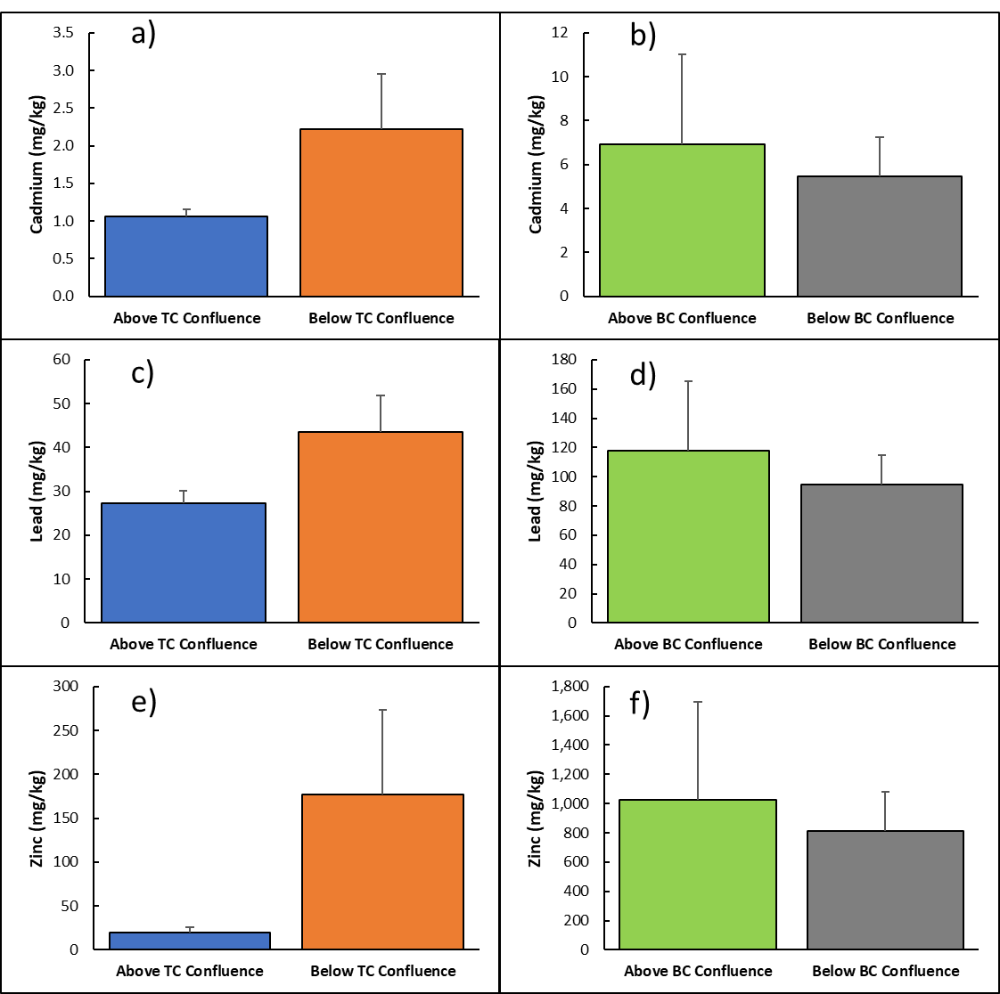 a)
Cadmium (mg/kg)
3.5
3.0
2.5
2.0
1.5
1.0
0.5
0.0
Above TC Confluence Below TC Confluence
b)
Cadmium (mg/kg)
12
10
8
6
4
2
0
Above BC Confluence Below BC Confluence
c)
Lead (mg/kg)
60
50
40
30
20
10
0
Above TC Confluence Below TC Confluence
d)
Lead (mg/kg)
180
160
140
120
100
80
60
40
20
0
Above BC Confluence Below BC Confluence
e)
Zinc (mg/kg)
300
250
200
150
100
50
0
Above TC Confluence Below TC Confluence
f)
Zinc (mg/kg)
1,800
1,600
1,400
1,200
1,000
800
600
400
200
0
Above BC Confluence Below BC Confluence